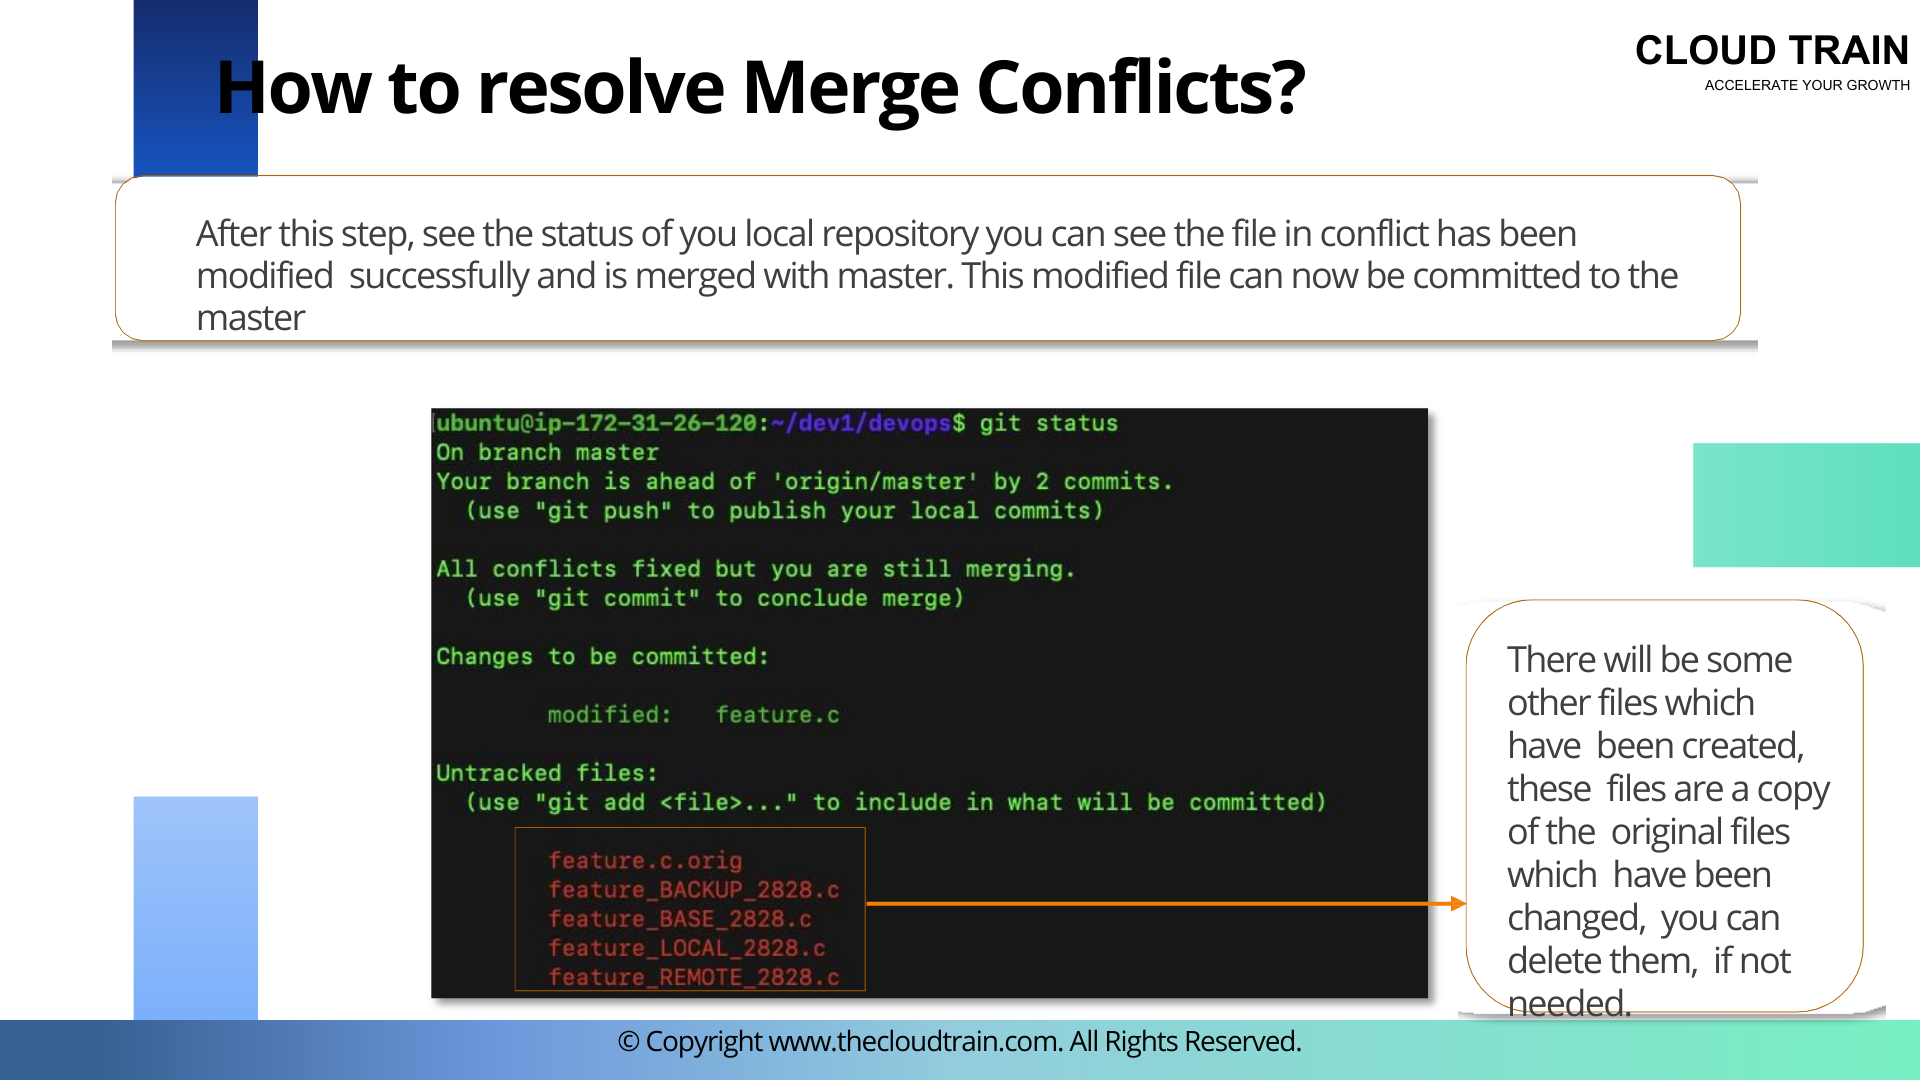 How to resolve Merge Conflicts?
CLOUD TRAIN
ACCELERATE YOUR GROWTH
After this step, see the status of you local repository you can see the file in conflict has been
modified successfully and is merged with master. This modified file can now be committed to the
master
ubuntu@ip-172-31-26-120:~/dev1/devops$ git status
On branch master
Your branch is ahead of 'origin/master' by 2 commits.
(use "git push" to publish your local commits)
All conflicts fixed but you are still merging.
(use "git commit" to conclude merge)
Changes to be committed:
modified: feature.c
Untracked files:
(use "git add <file>..." to include in what will be committed)
feature.c.orig
feature_BACKUP_2828.c
feature_BASE_2828.c
feature_LOCAL_2828.c
feature_REMOTE_2828.c
There will be some
other files which
have been created,
these files are a copy
of the original files
which have been
changed, you can
delete them, if not
needed.
© Copyright www.thecloudtrain.com. All Rights Reserved.